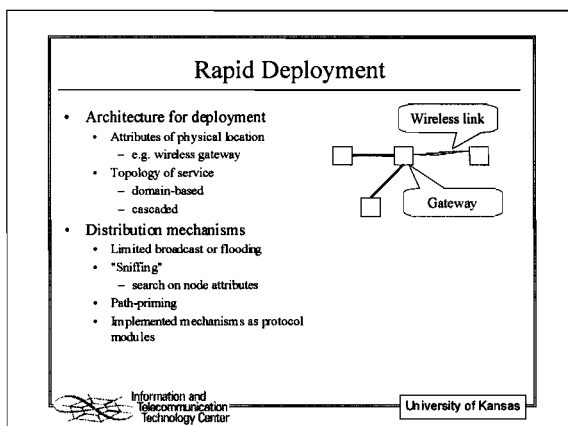 Rapid Deployment
• Architecture for deployment
• Attributes of physical location
– e.g. wireless gateway
• Topology of service
– domain-based
– cascaded
• Distribution mechanisms
• Limited broadcast or flooding
• "Sniffing"
– search on node attributes
• Path-priming
• Implemented mechanisms as protocol
modules
Wireless link
Gateway
Information and
Telecommunication
Technology Center
University of Kansas